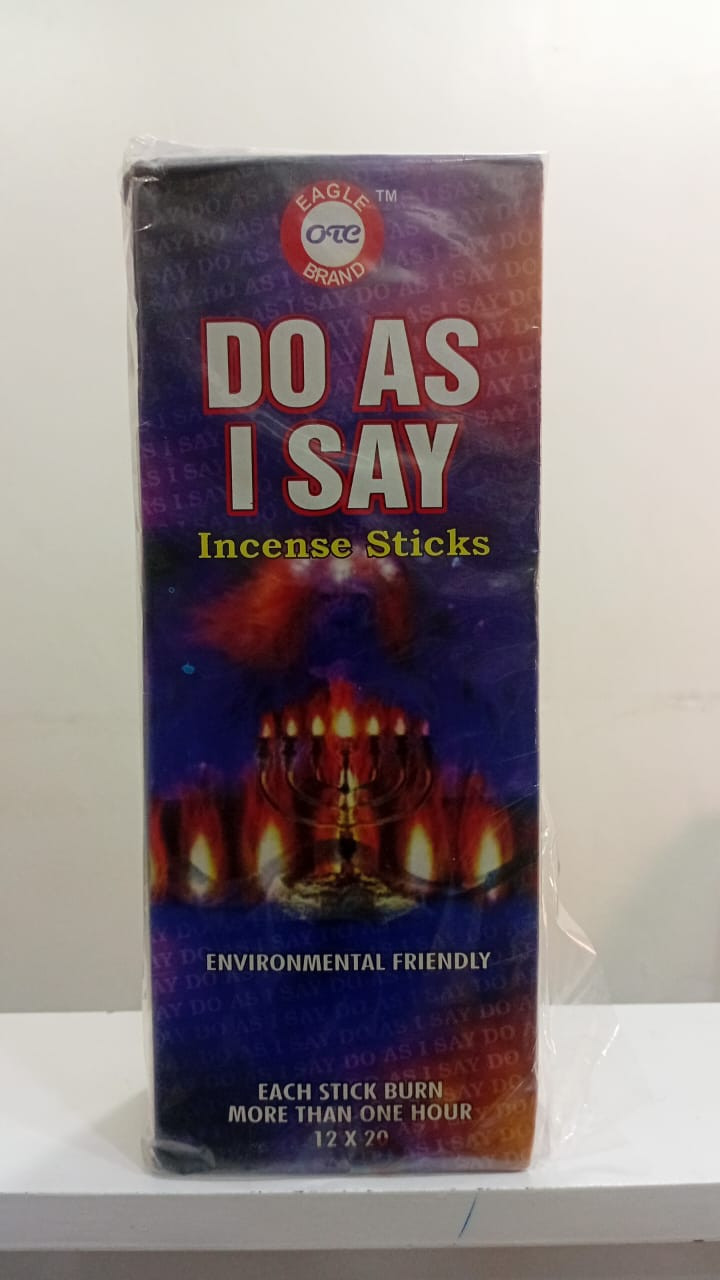 EAGLE
OTC
BRAND
TM
DO AS
I SAY
Incense Sticks
ENVIRONMENTAL FRIENDLY
EACH STICK BURN
MORE THAN ONE HOUR
12 X 20